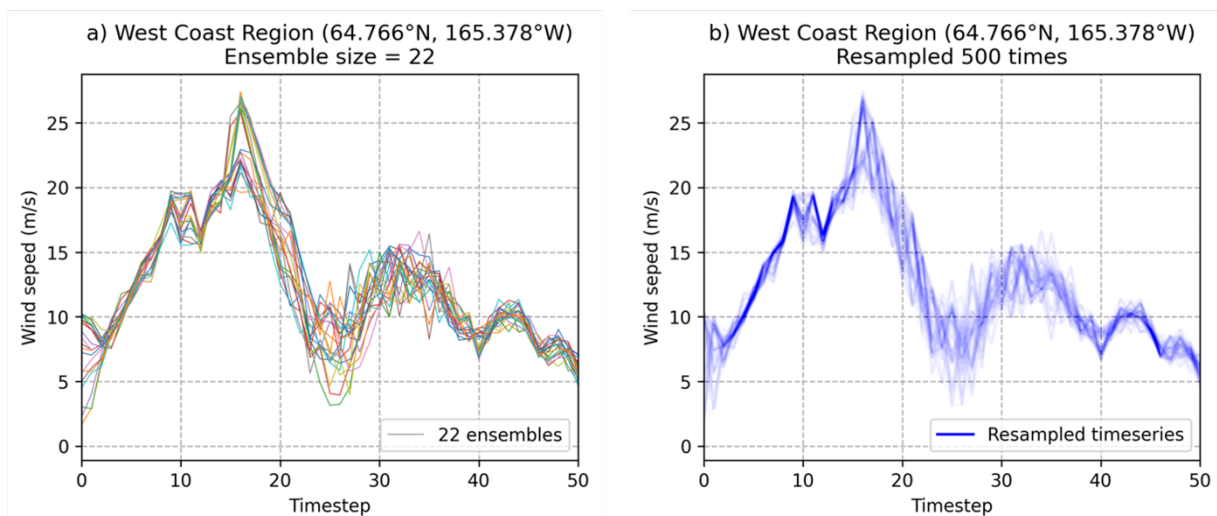 a) West Coast Region (64.766°N, 165.378°W)
Ensemble size = 22
25
20
15
10
5
0
Wind seped (m/s)
22 ensembles
0 10 20 30 40 50
Timestep
b) West Coast Region (64.766°N, 165.378°W)
Resampled 500 times
25
20
15
10
5
0
Wind seped (m/s)
Resampled timeseries
0 10 20 30 40 50
Timestep